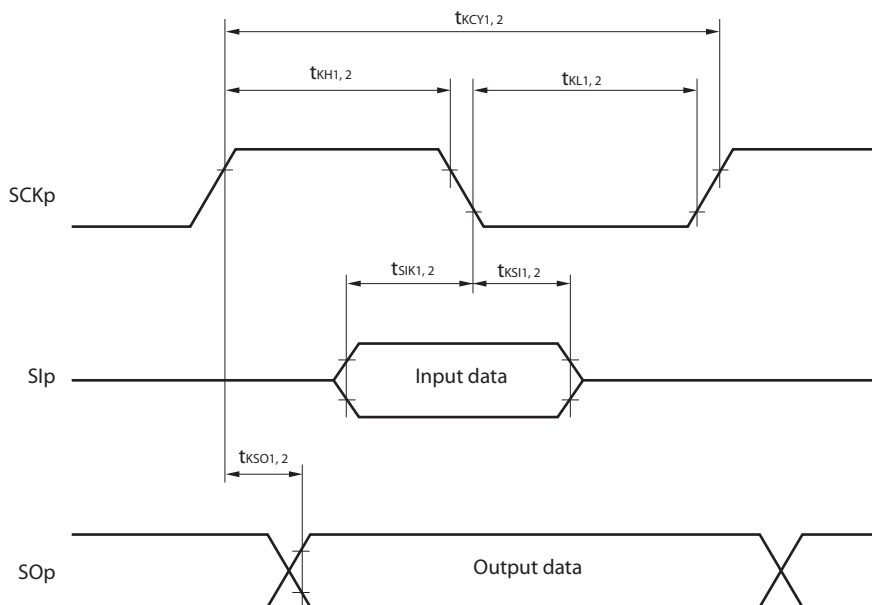 tKCY1, 2
tKH1, 2
tKL1, 2
SCKp
tSIK1, 2
tKSI1, 2
SIp
Input data
tKSO1, 2
SOp
Output data